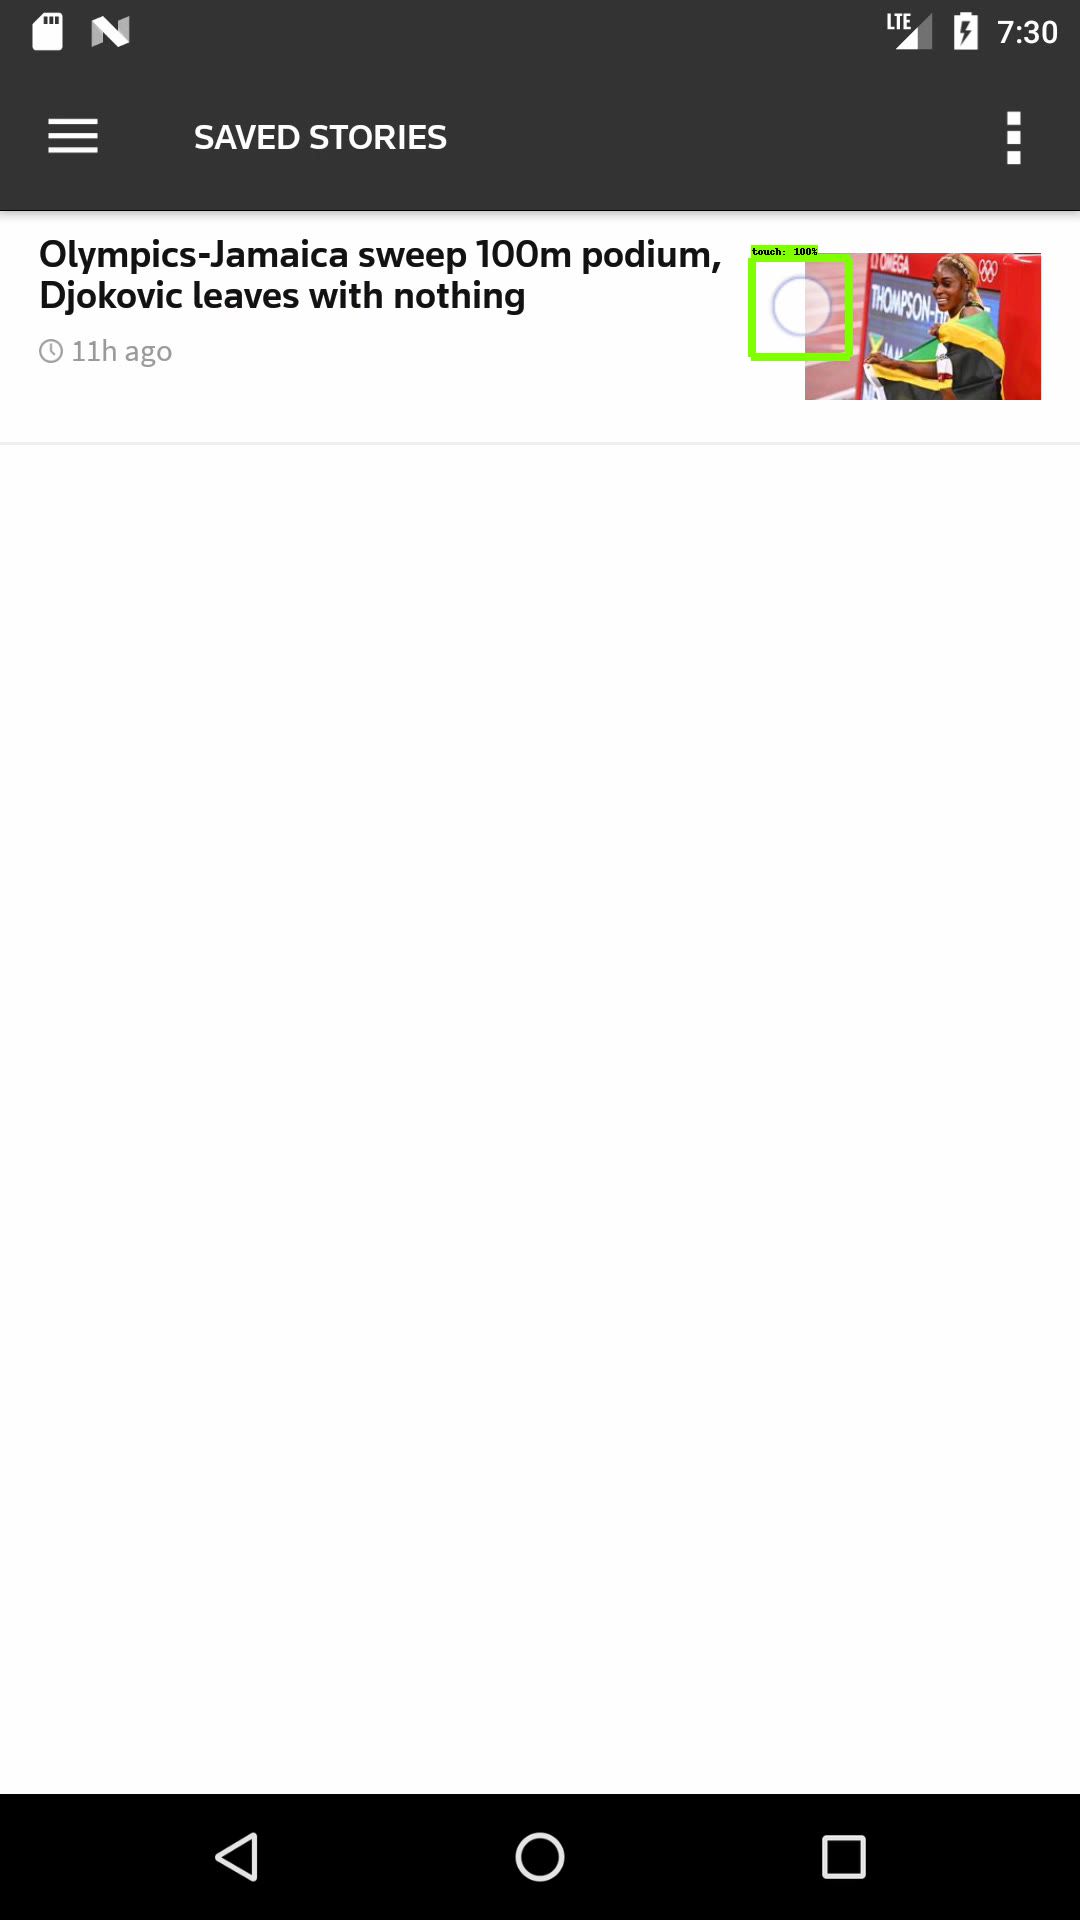 LTE 7:30
SAVED STORIES
Olympics-Jamaica sweep 100m podium,
Djokovic leaves with nothing
11h ago
touch: 100%
OMEGA
THOMPSON-H